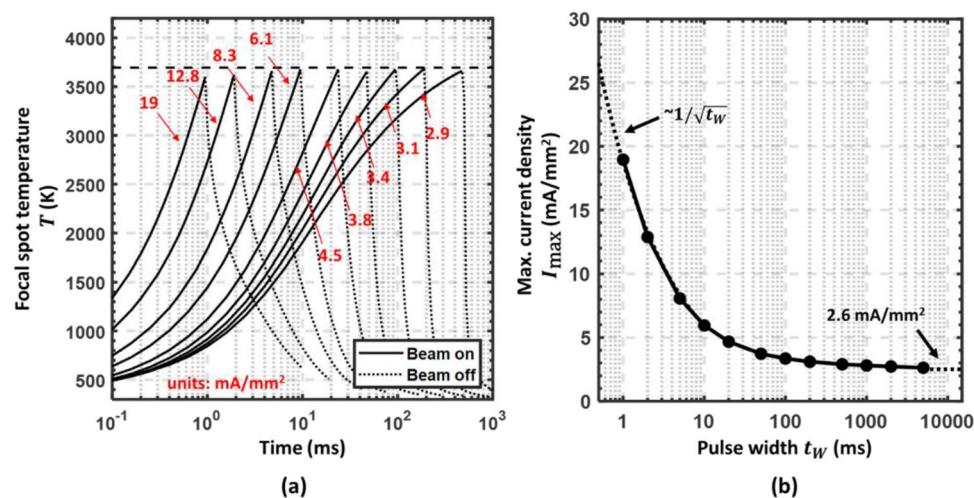 4000
3500
3000
2500
2000
1500
1000
500
Focal spot temperature
T (K)
19
12.8
8.3
6.1
4.5
3.8
3.4
3.1
2.9
units: mA/mm²
Beam on
Beam off
10⁻¹
10⁰
10¹
10²
10³
Time (ms)
(a)
30
25
20
15
10
5
0
Max. current density
I_max (mA/mm²)
~1/√t_W
2.6 mA/mm²
1
10
100
1000
10000
Pulse width t_W (ms)
(b)